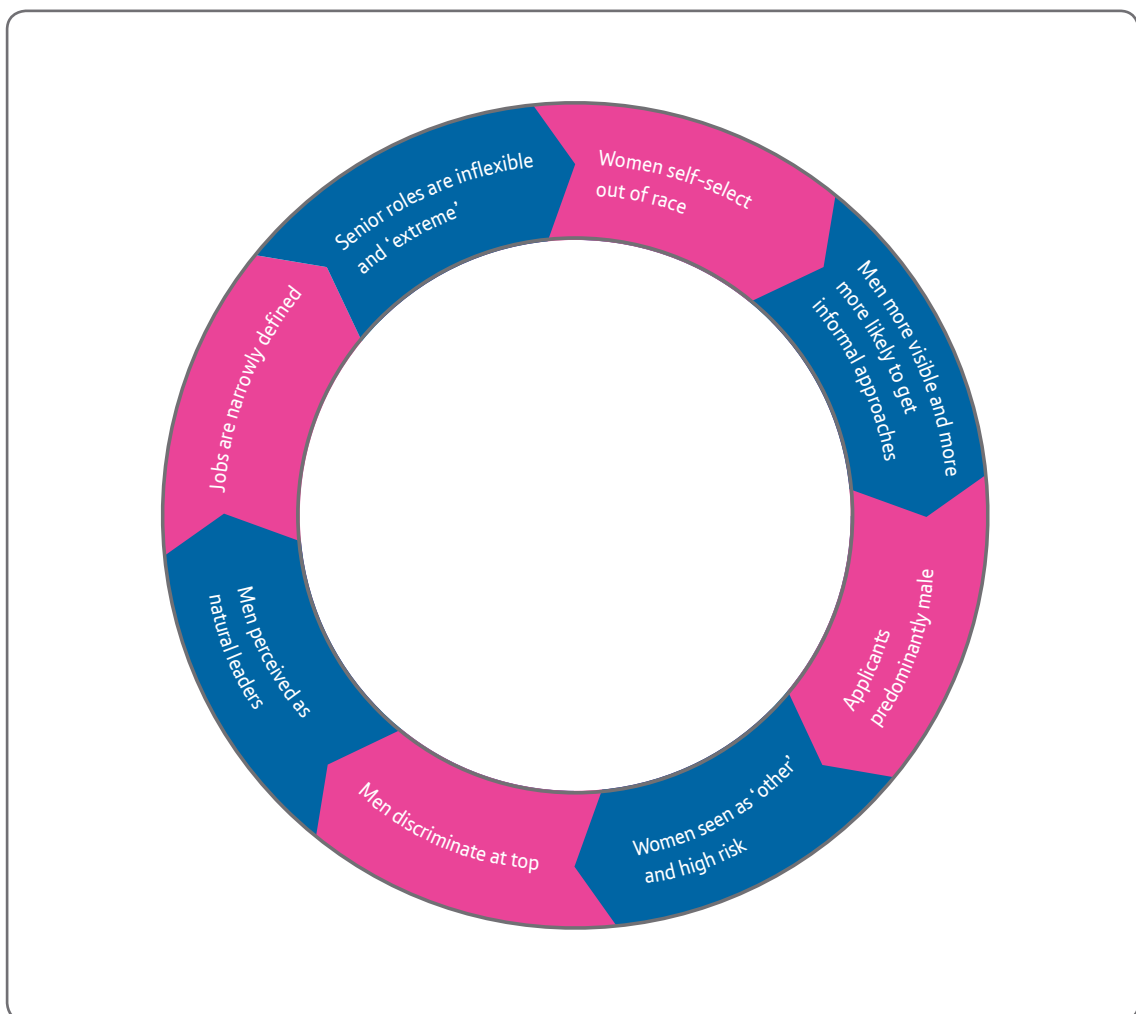 Women self-select
out of race
Men more visible and more
more likely to get
informal approaches
Applicants
predominantly male
Women seen as ‘other’
and high risk
Men discriminate at top
Men perceived as
natural leaders
Jobs are narrowly defined
Senior roles are inflexible
and ‘extreme’